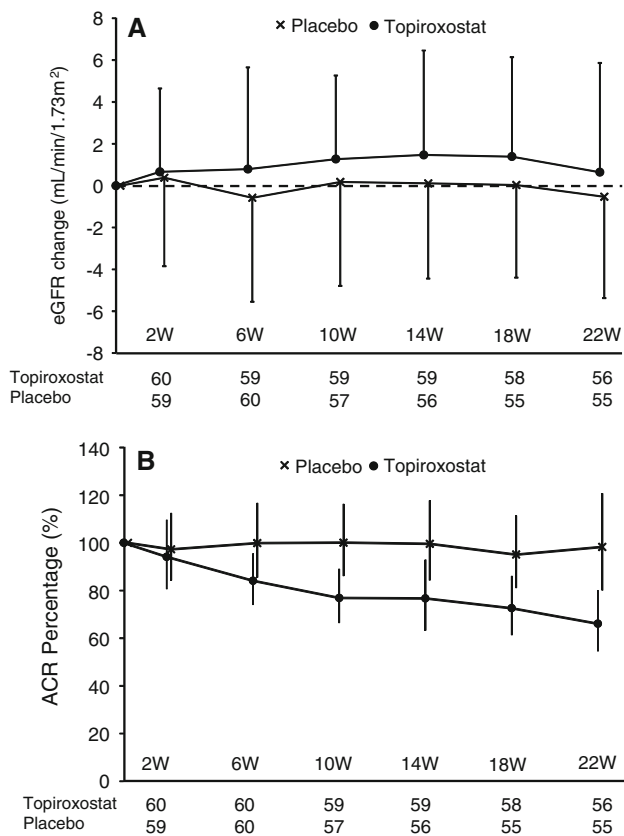 A
× Placebo ● Topiroxostat
eGFR change (mL/min/1.73m²)
8
6
4
2
0
-2
-4
-6
-8
2W 6W 10W 14W 18W 22W
Topiroxostat 60 59 59 59 58 56
Placebo 59 60 57 56 55 55
B
× Placebo ● Topiroxostat
ACR Percentage (%)
140
120
100
80
60
40
20
0
2W 6W 10W 14W 18W 22W
Topiroxostat 60 60 59 59 58 56
Placebo 59 60 57 56 55 55